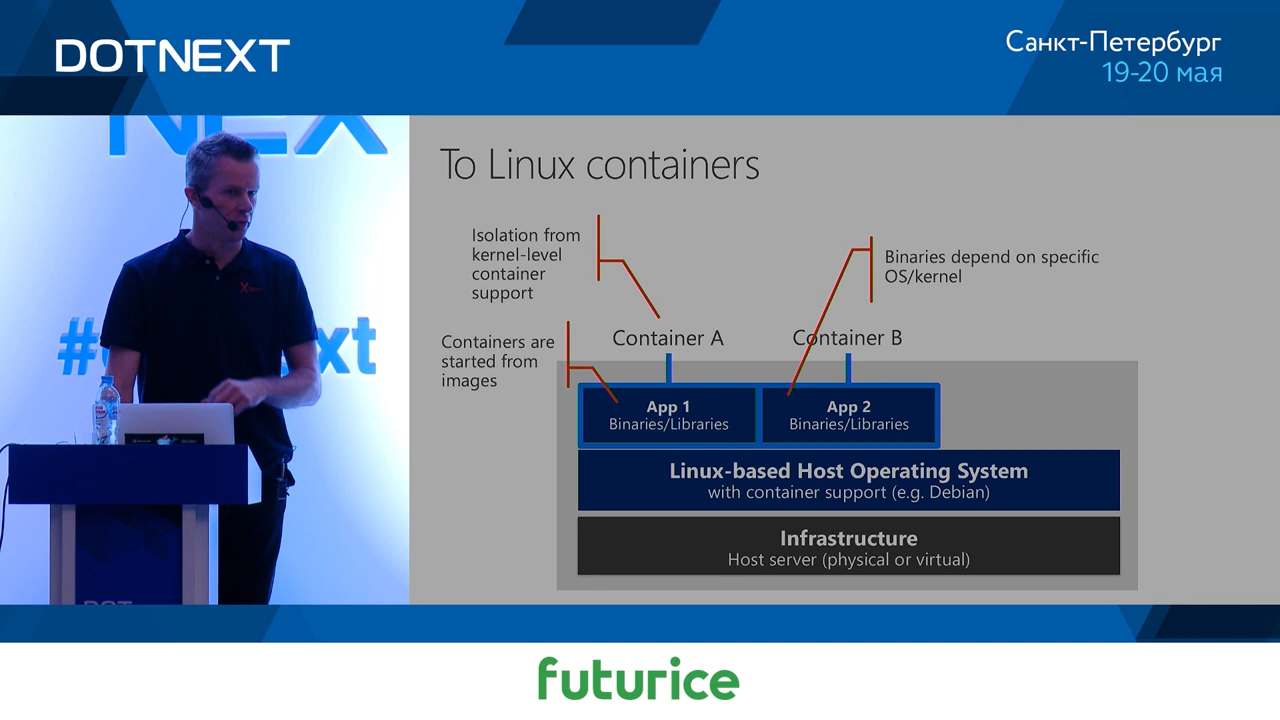 DOTNEXT
Санкт-Петербург
19-20 мая
NEX
To Linux containers
Isolation from
kernel-level
container
support
Binaries depend on specific
OS/kernel
Containers are
started from
images
Container A
Container B
App 1
Binaries/Libraries
App 2
Binaries/Libraries
Linux-based Host Operating System
with container support (e.g. Debian)
Infrastructure
Host server (physical or virtual)
DOT
futurice